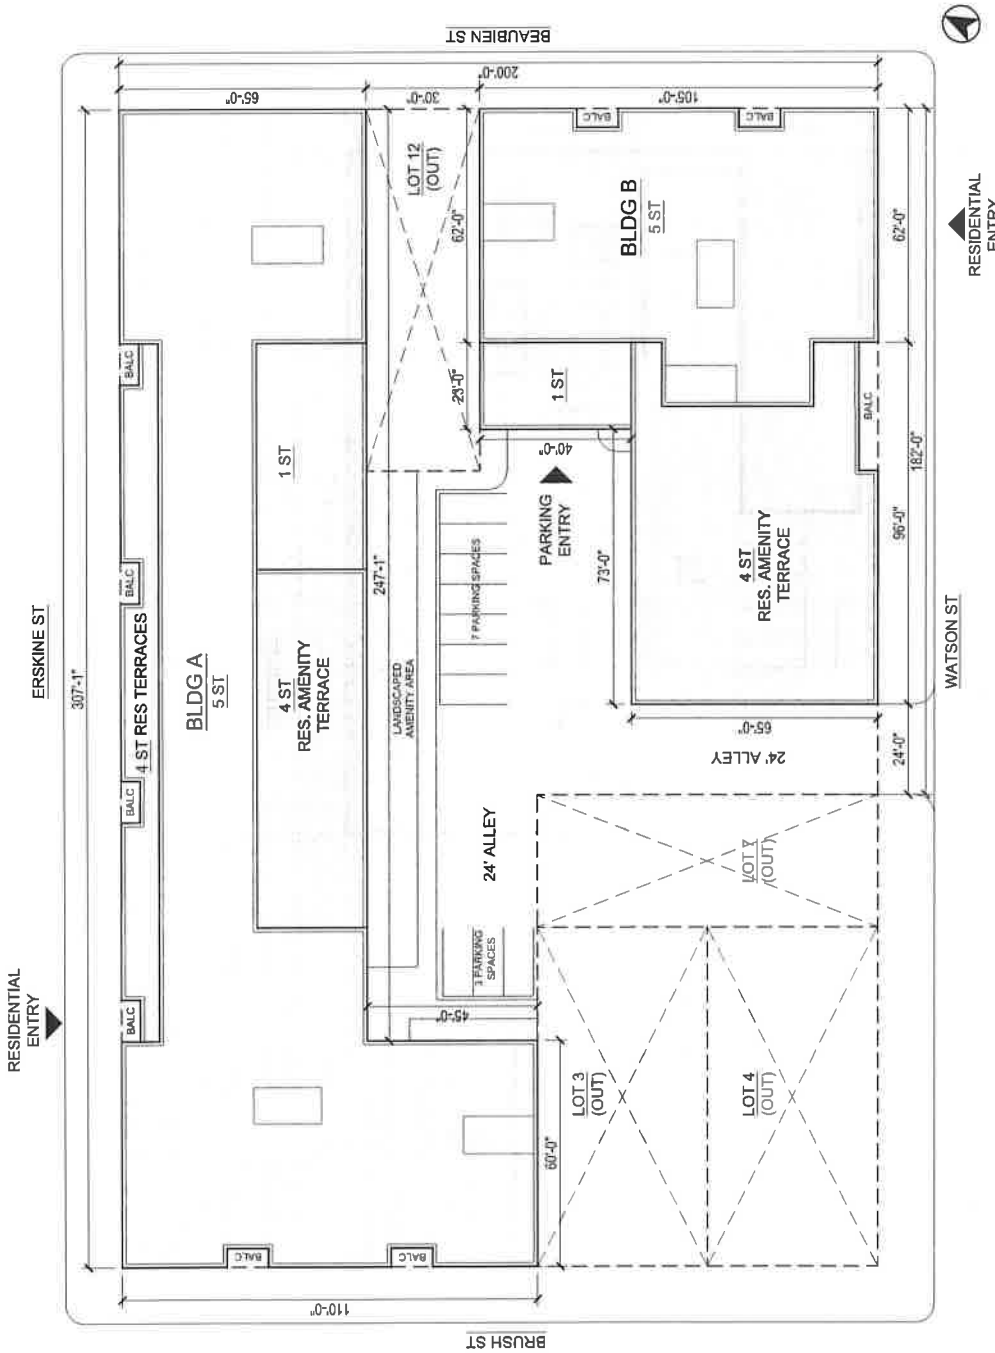 BEAUBIEN ST
200'-0"
65'-0"
30'-0"
105'-0"
BALC
BALC
LOT 12
(OUT)
BLDG B
5 ST
62'-0"
62'-0"
RESIDENTIAL
ENTRY
BALC
1 ST
23'-0"
1 ST
BALC
40'-0"
182'-0"
ERSKINE ST
307'-1"
BALC
4 ST RES TERRACES
BLDG A
5 ST
247'-1"
7 PARKING SPACES
PARKING
ENTRY
73'-0"
4 ST
RES. AMENITY
TERRACE
96'-0"
WATSON ST
4 ST
RES. AMENITY
TERRACE
LANDSCAPED
AMENITY AREA
65'-0"
24' ALLEY
24'-0"
BALC
24' ALLEY
LOT 7
(OUT)
3 PARKING
SPACES
RESIDENTIAL
ENTRY
BALC
45'-0"
LOT 3
(OUT)
LOT 4
(OUT)
60'-0"
BALC
BALC
110'-0"
BRUSH ST